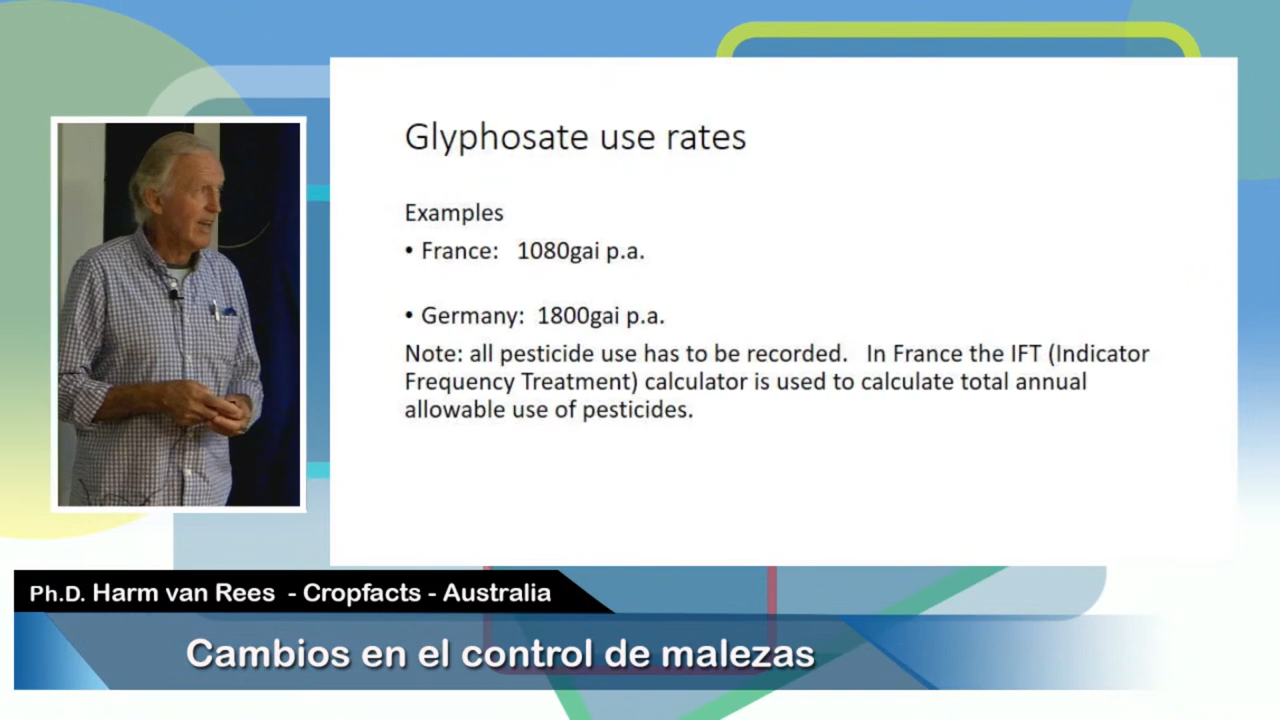 Glyphosate use rates
Examples
• France: 1080gai p.a.
• Germany: 1800gai p.a.
Note: all pesticide use has to be recorded. In France the IFT (Indicator
Frequency Treatment) calculator is used to calculate total annual
allowable use of pesticides.
Ph.D. Harm van Rees - Cropfacts - Australia
Cambios en el control de malezas